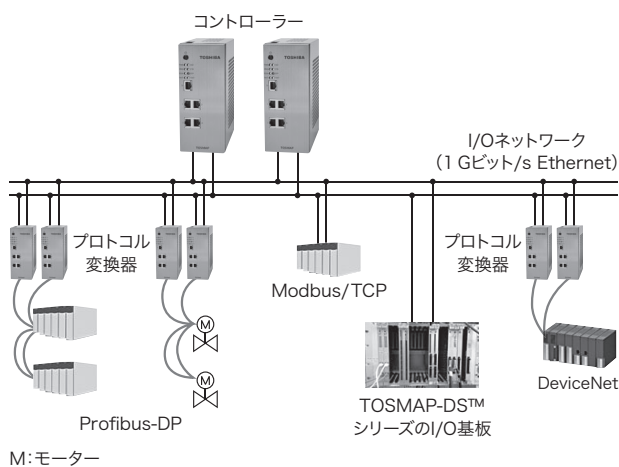 コントローラー
TOSHIBA
TOSHIBA
I/Oネットワーク
（1 Gビット/s Ethernet）
プロトコル
変換器
プロトコル
変換器
Modbus/TCP
M
M
Profibus-DP
TOSMAP-DS™
シリーズのI/O基板
DeviceNet
M：モーター